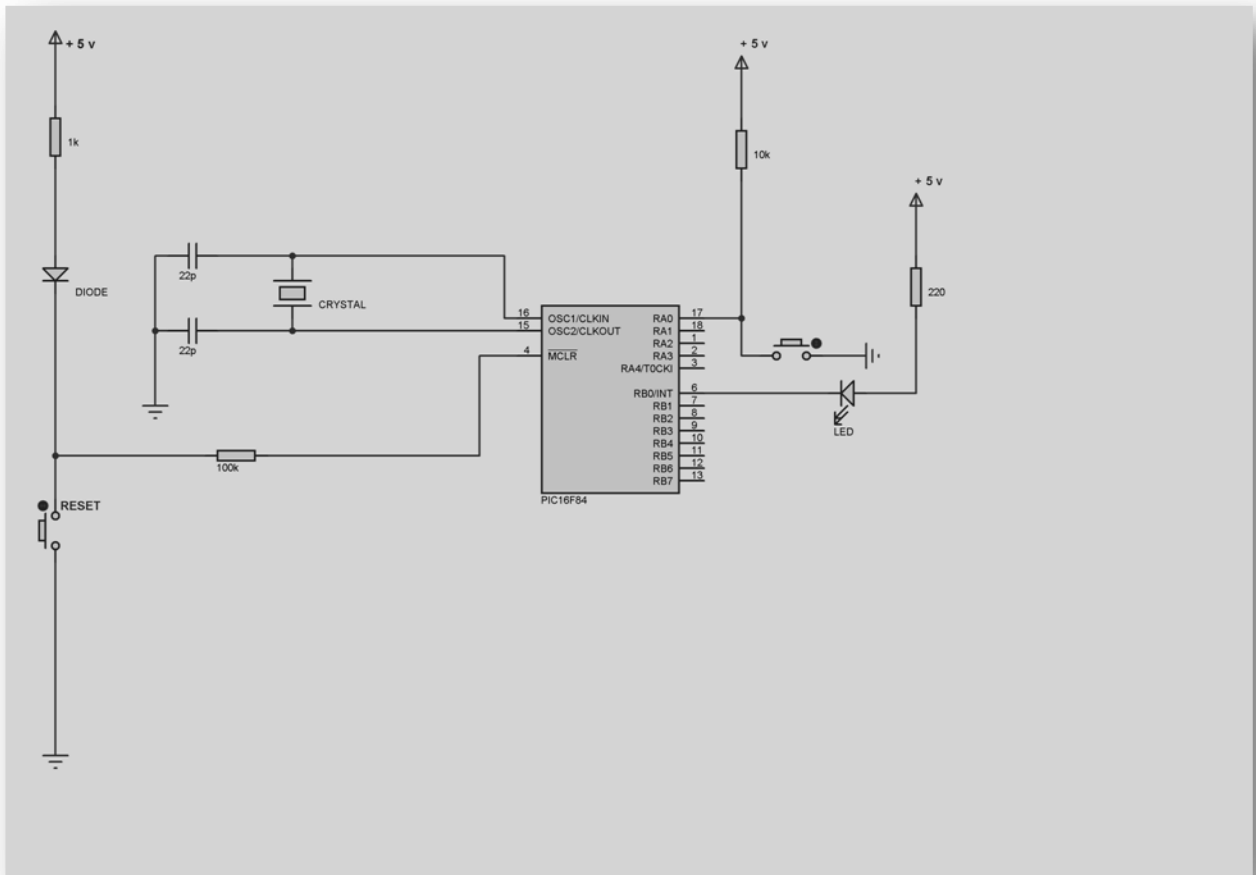 + 5 v
1k
DIODE
22p
22p
CRYSTAL
100k
RESET
16
15
4
OSC1/CLKIN
OSC2/CLKOUT
MCLR
RA0
RA1
RA2
RA3
RA4/T0CKI
RB0/INT
RB1
RB2
RB3
RB4
RB5
RB6
RB7
17
18
1
2
3
6
7
8
9
10
11
12
13
PIC16F84
+ 5 v
10k
+ 5 v
220
LED